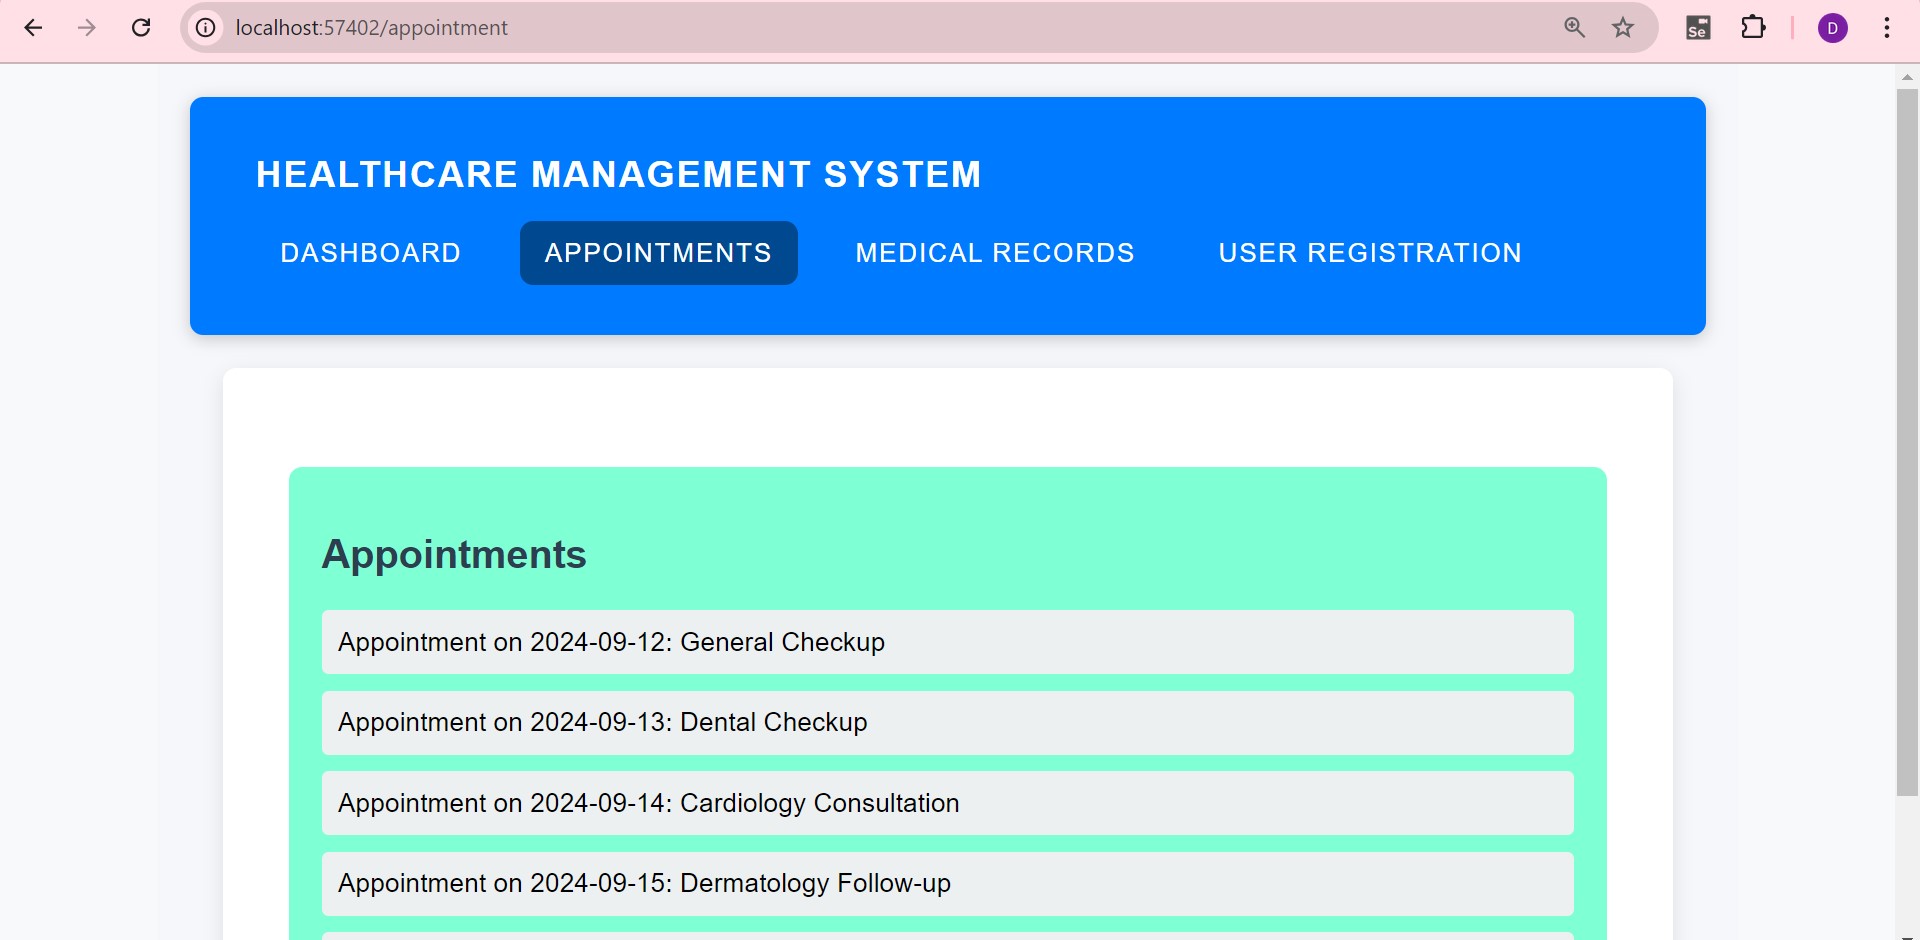 localhost:57402/appointment
Se
D
HEALTHCARE MANAGEMENT SYSTEM
DASHBOARD APPOINTMENTS MEDICAL RECORDS USER REGISTRATION
Appointments
Appointment on 2024-09-12: General Checkup
Appointment on 2024-09-13: Dental Checkup
Appointment on 2024-09-14: Cardiology Consultation
Appointment on 2024-09-15: Dermatology Follow-up